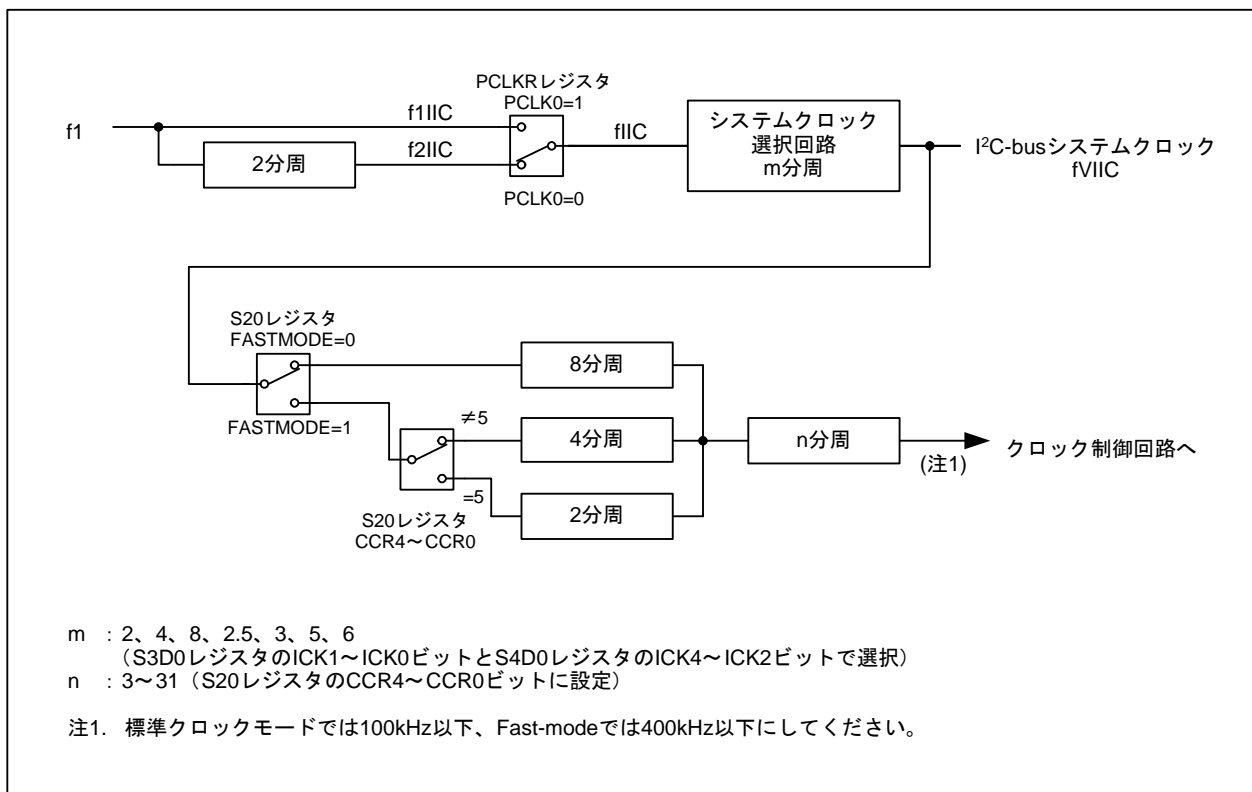 PCLKRレジスタ
PCLK0=1
f1
f1IIC
2分周
f2IIC
PCLK0=0
fIIC
システムクロック
選択回路
m分周
I²C-busシステムクロック
fVIIC
S20レジスタ
FASTMODE=0
FASTMODE=1
8分周
≠5
4分周
=5
2分周
S20レジスタ
CCR4~CCR0
n分周
(注1)
クロック制御回路へ
m :2、4、8、2.5、3、5、6
(S3D0レジスタのICK1~ICK0ビットとS4D0レジスタのICK4~ICK2ビットで選択)
n :3~31(S20レジスタのCCR4~CCR0ビットに設定)
注1. 標準クロックモードでは100kHz以下、Fast-modeでは400kHz以下にしてください。